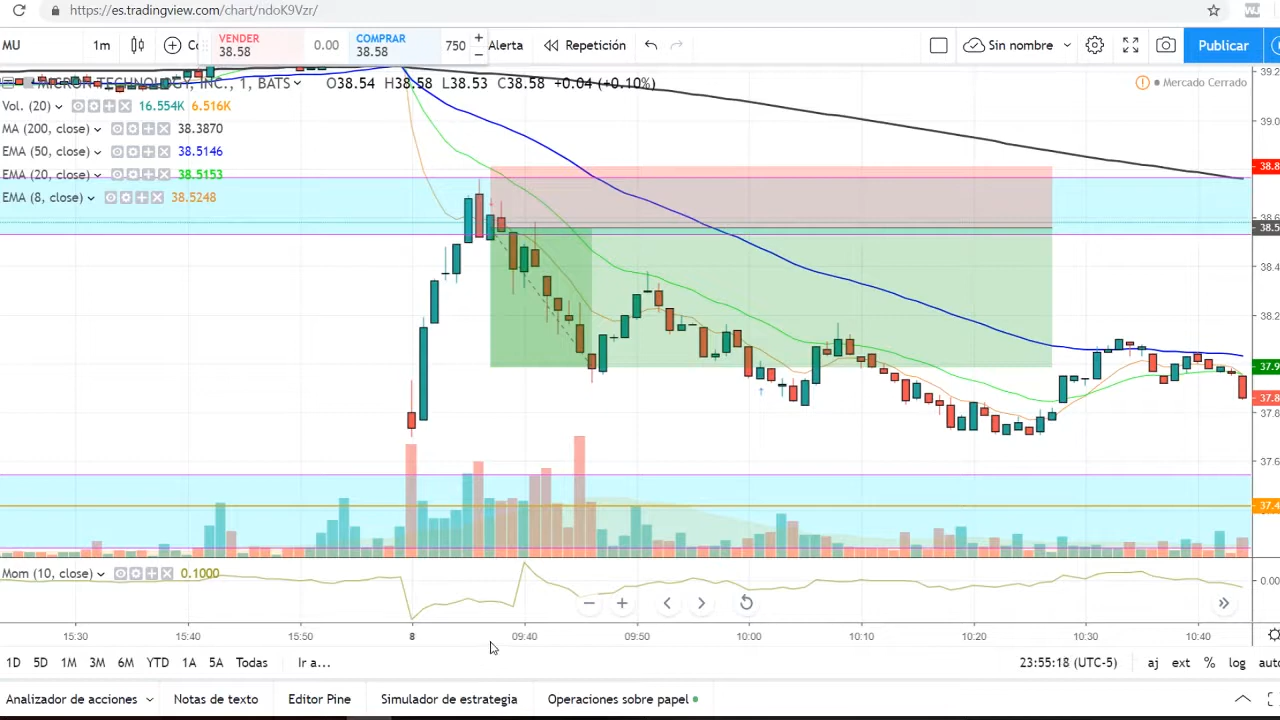 https://es.tradingview.com/chart/ndoK9Vzr/
MU 1m VENDER 38.58 0.00 COMPRAR 38.58 750 + − Alerta Repetición Sin nombre Publicar
MICRON TECHNOLOGY, INC., 1, BATS O38.54 H38.58 L38.53 C38.58 +0.04 (+0.10%) Mercado Cerrado
Vol. (20) 16.554K 6.516K
MA (200, close) 38.3870
EMA (50, close) 38.5146
EMA (20, close) 38.5153
EMA (8, close) 38.5248
39.2
39.0
38.8
38.6
38.5
38.4
38.2
37.9
37.8
37.8
37.6
37.4
Mom (10, close) 0.1000
0.00
15:30 15:40 15:50 8 09:40 09:50 10:00 10:10 10:20 10:30 10:40
1D 5D 1M 3M 6M YTD 1A 5A Todas Ir a... 23:55:18 (UTC-5) aj ext % log auto
Analizador de acciones Notas de texto Editor Pine Simulador de estrategia Operaciones sobre papel